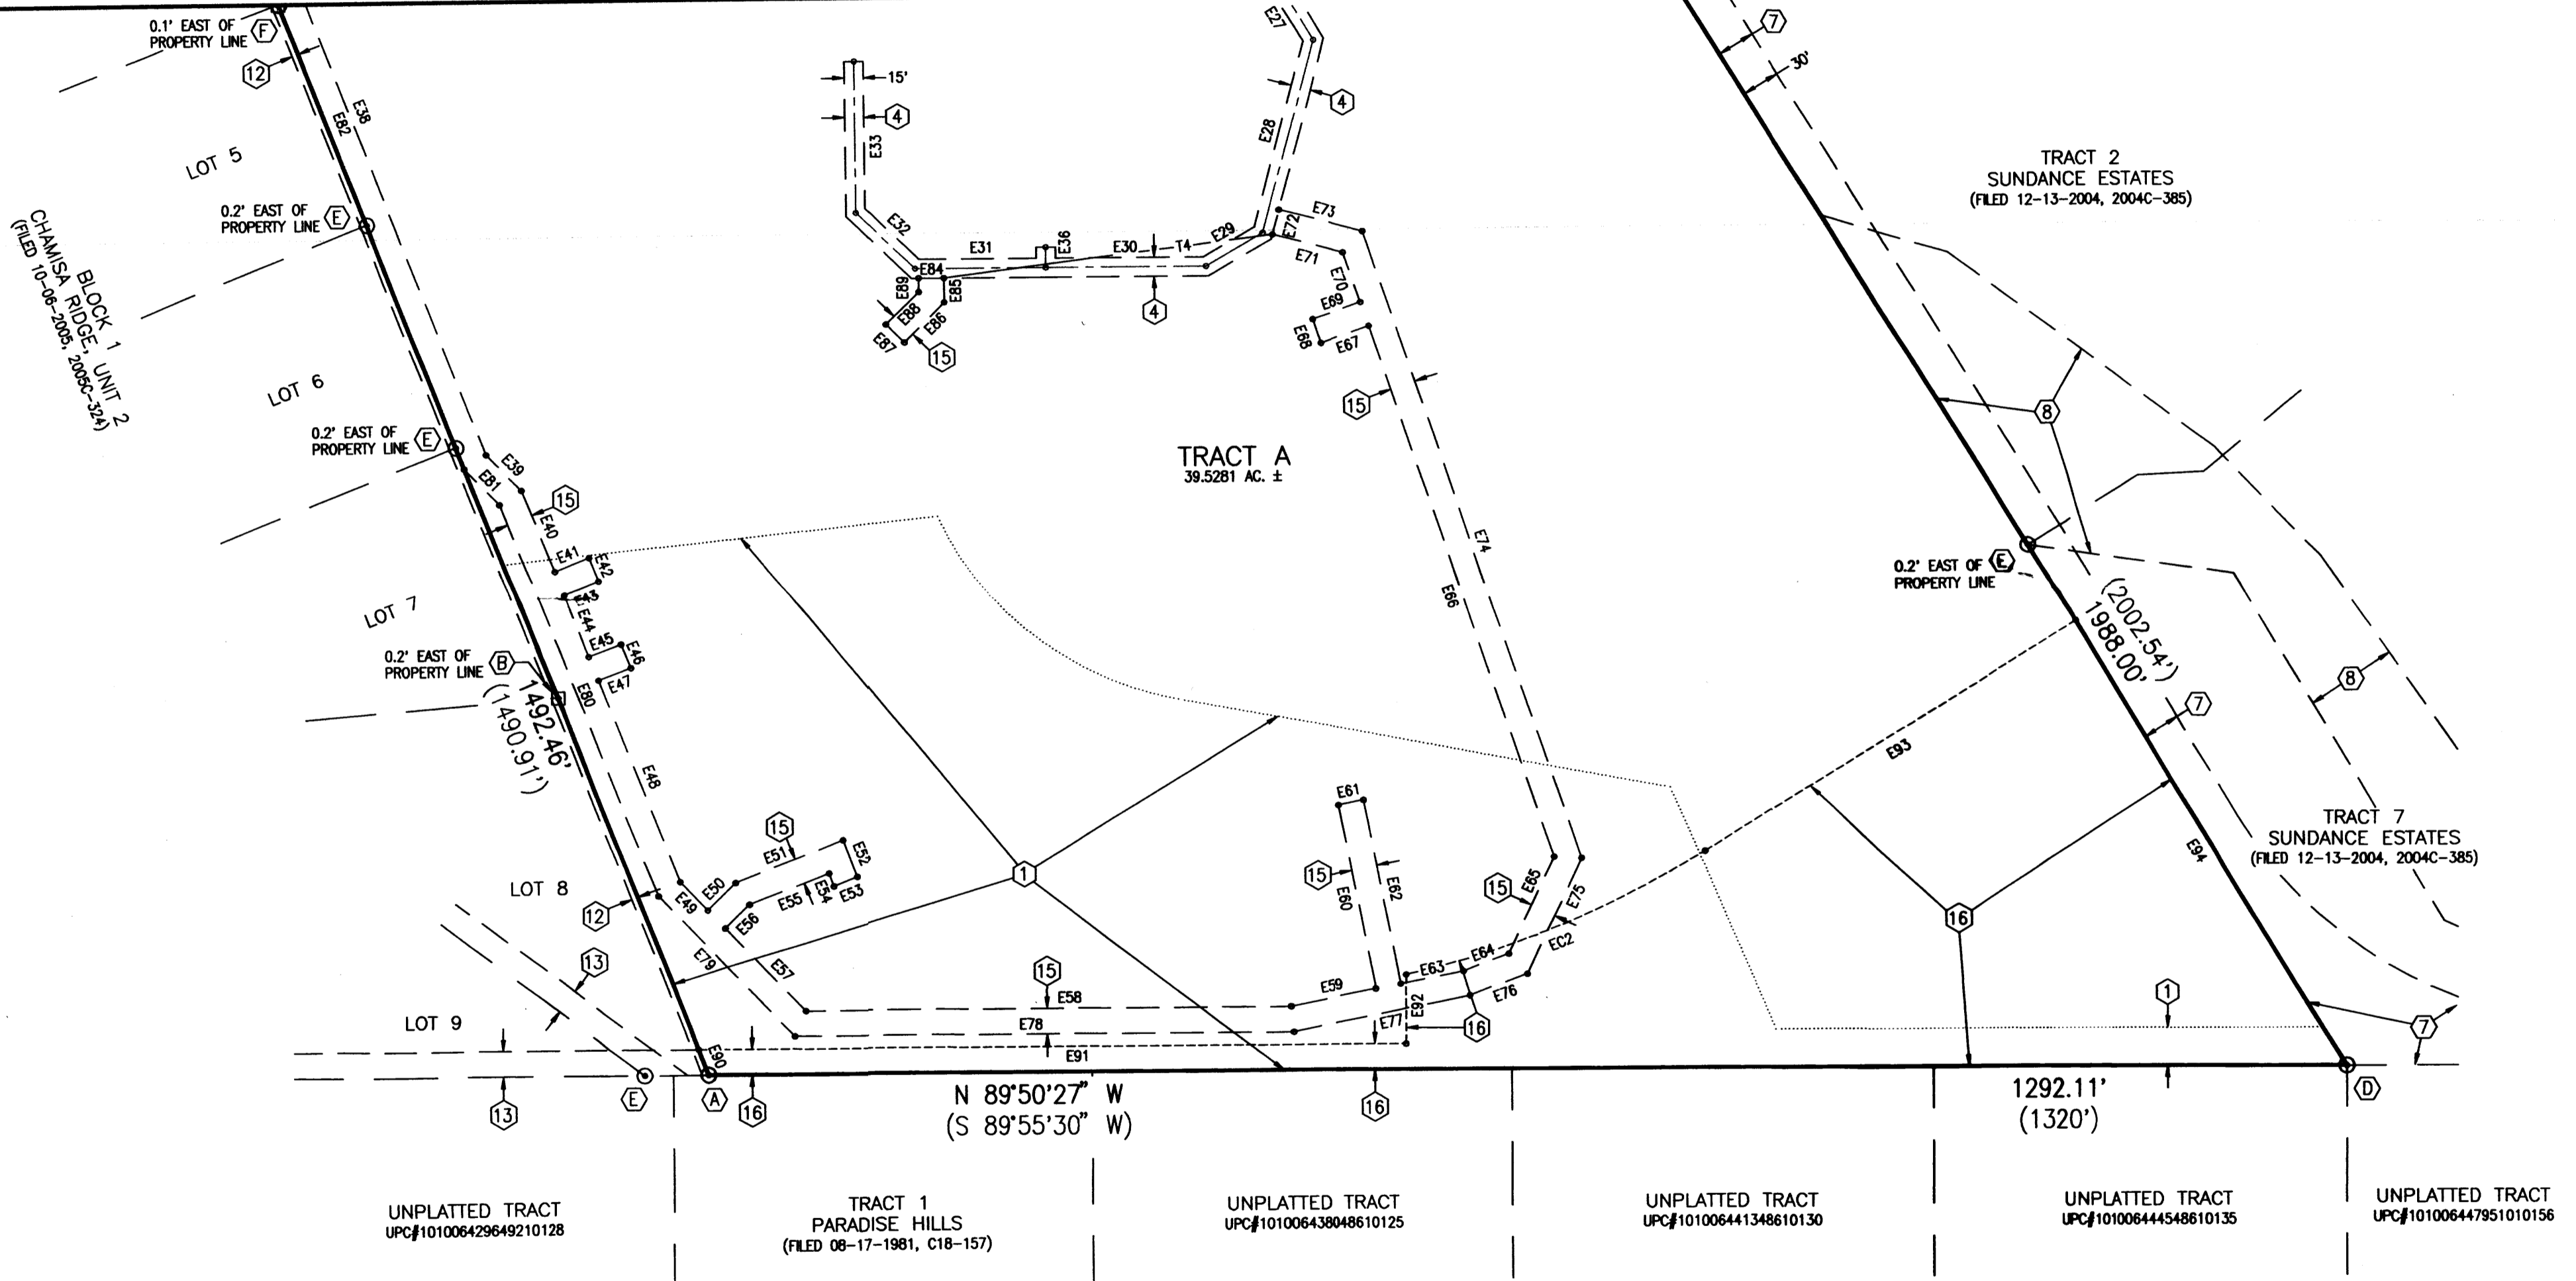 0.1' EAST OF
PROPERTY LINE
F
12
E38
E82
LOT 5
0.2' EAST OF
PROPERTY LINE
E
BLOCK 1
CHAMISA RIDGE, UNIT 2
(FILED 10-06-2005, 2005C-324)
LOT 6
0.2' EAST OF
PROPERTY LINE
E
E39
E81
15
E40
E41
E42
E43
E44
E45
E46
E47
LOT 7
0.2' EAST OF
PROPERTY LINE
B
1492.46'
(1490.91')
E80
E48
15'
4
E33
E32
E31
E36
E30
T4
E29
E84
E89
E85
E88
E86
E87
15
4
E27
4
E28
E72
E73
E71
E70
E69
E68
E67
15
TRACT A
39.5281 AC. ±
E74
E66
7
30'
TRACT 2
SUNDANCE ESTATES
(FILED 12-13-2004, 2004C-385)
8
0.2' EAST OF
PROPERTY LINE
E
(2002.54')
1988.00'
8
7
E93
TRACT 7
SUNDANCE ESTATES
(FILED 12-13-2004, 2004C-385)
E94
16
1
7
D
LOT 8
12
E49
E50
E51
15
E52
E53
E54
E55
E56
E57
E79
1
13
LOT 9
13
E
A
E90
16
15
E58
E78
E91
E59
E60
E61
E62
15
E63
E64
E65
15
E75
EC2
E76
E77
E92
16
16
N 89°50'27" W
(S 89°55'30" W)
1292.11'
(1320')
UNPLATTED TRACT
UPC#101006429649210128
TRACT 1
PARADISE HILLS
(FILED 08-17-1981, C18-157)
UNPLATTED TRACT
UPC#101006438048610125
UNPLATTED TRACT
UPC#101006441348610130
UNPLATTED TRACT
UPC#101006444548610135
UNPLATTED TRACT
UPC#101006447951010156